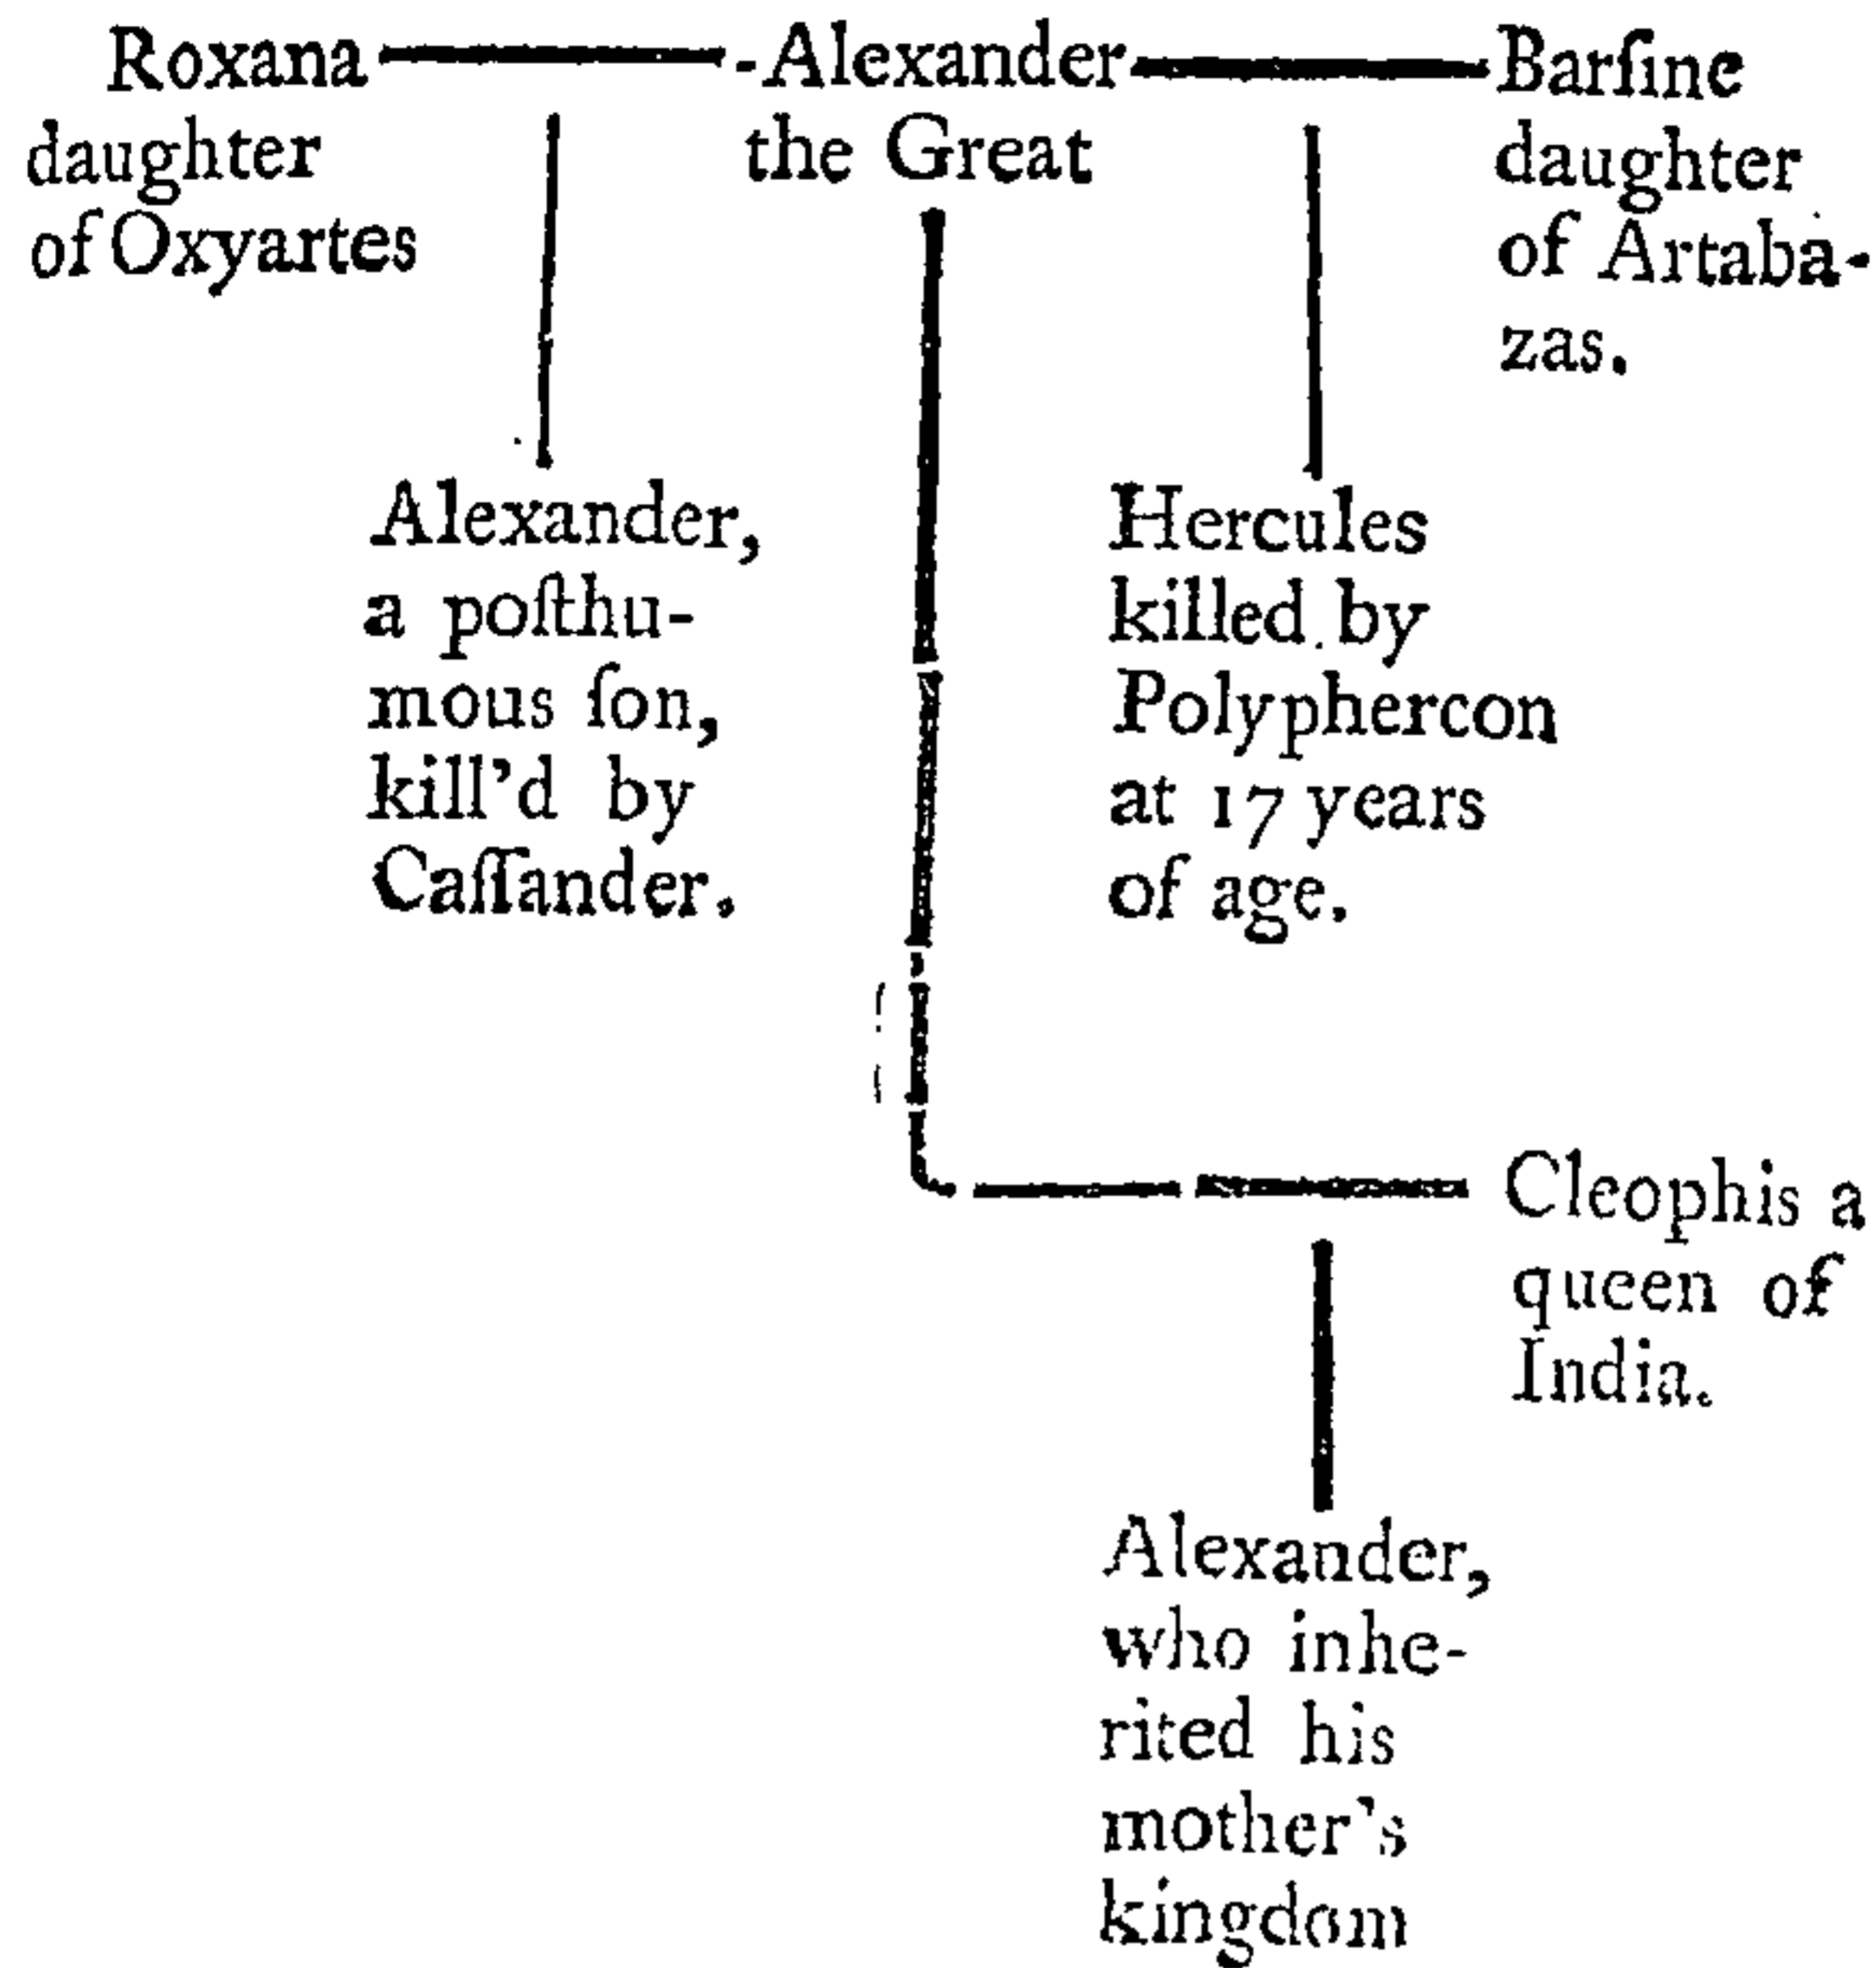 Roxana
daughter
of Oxyartes
-Alexander
the Great
Barſine
daughter
of Artaba-
zas.
Alexander,
a poſthu-
mous ſon,
kill'd by
Caſſander.
Hercules
killed by
Polyphercon
at 17 years
of age.
Cleophis a
queen of
India.
Alexander,
who inhe-
rited his
mother's
kingdom